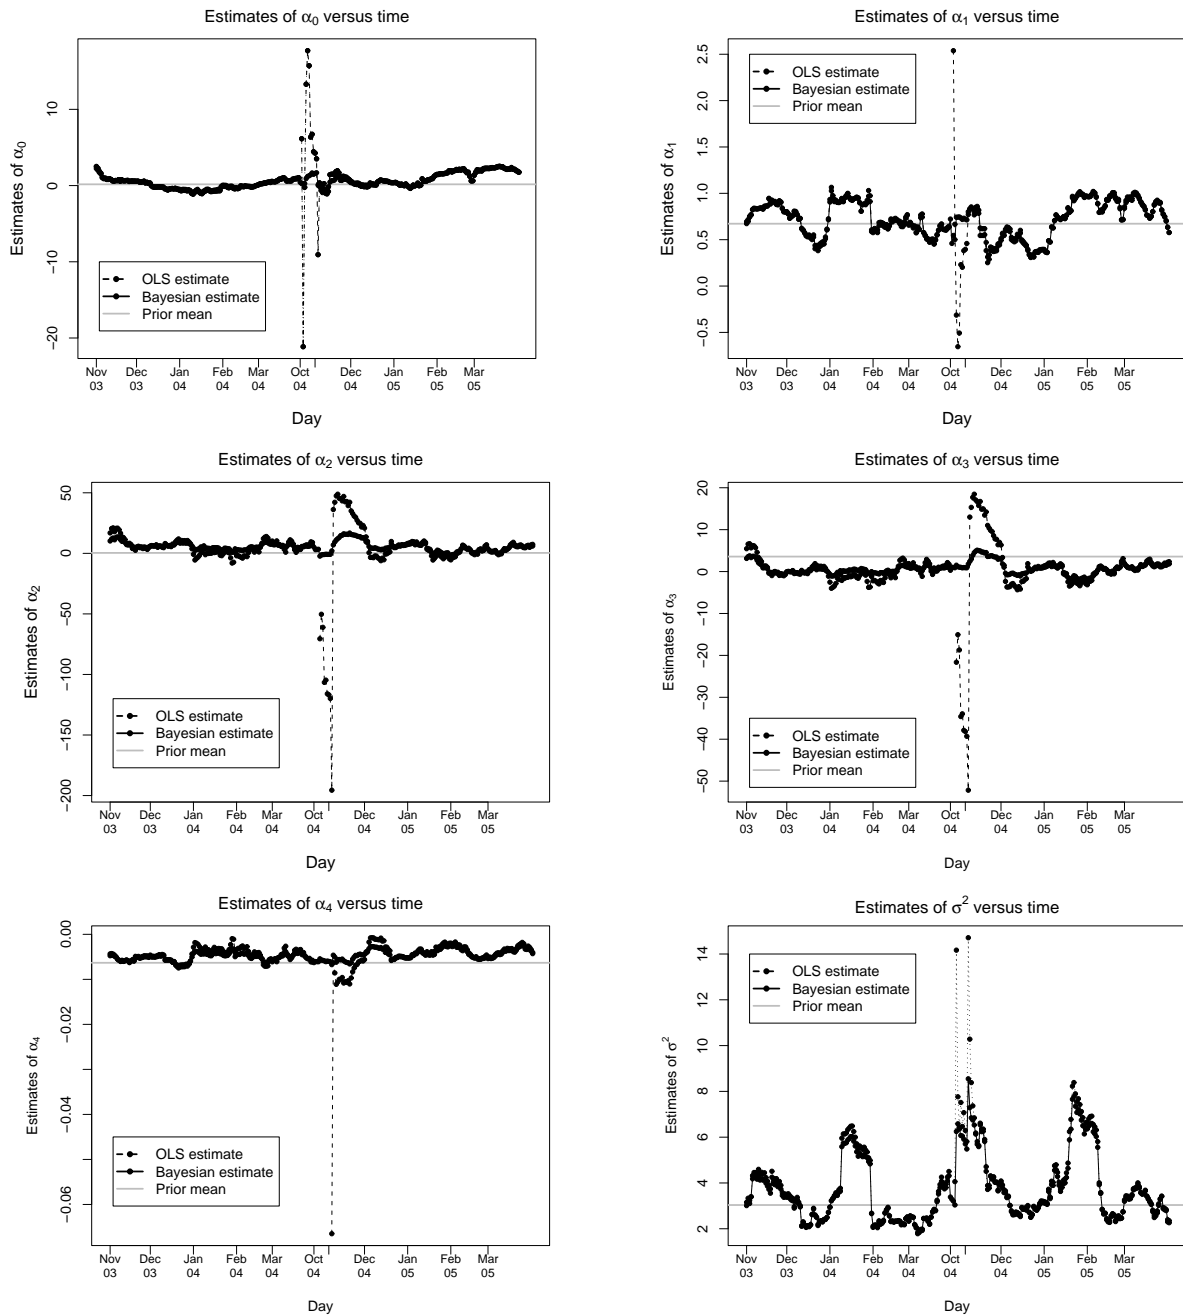 Estimates of α0 versus time
Estimates of α0
10
0
−10
−20
OLS estimate
Bayesian estimate
Prior mean
Nov Dec Jan Feb Mar Oct Dec Jan Feb Mar
03 03 04 04 04 04 04 05 05 05
Day
Estimates of α1 versus time
Estimates of α1
2.5
2.0
1.5
1.0
0.5
0.0
−0.5
OLS estimate
Bayesian estimate
Prior mean
Nov Dec Jan Feb Mar Oct Dec Jan Feb Mar
03 03 04 04 04 04 04 05 05 05
Day
Estimates of α2 versus time
Estimates of α2
50
0
−50
−100
−150
−200
OLS estimate
Bayesian estimate
Prior mean
Nov Dec Jan Feb Mar Oct Dec Jan Feb Mar
03 03 04 04 04 04 04 05 05 05
Day
Estimates of α3 versus time
Estimates of α3
20
10
0
−10
−20
−30
−40
−50
OLS estimate
Bayesian estimate
Prior mean
Nov Dec Jan Feb Mar Oct Dec Jan Feb Mar
03 03 04 04 04 04 04 05 05 05
Day
Estimates of α4 versus time
Estimates of α4
0.00
−0.02
−0.04
−0.06
OLS estimate
Bayesian estimate
Prior mean
Nov Dec Jan Feb Mar Oct Dec Jan Feb Mar
03 03 04 04 04 04 04 05 05 05
Day
Estimates of σ² versus time
Estimates of σ²
14
12
10
8
6
4
2
OLS estimate
Bayesian estimate
Prior mean
Nov Dec Jan Feb Mar Oct Dec Jan Feb Mar
03 03 04 04 04 04 04 05 05 05
Day